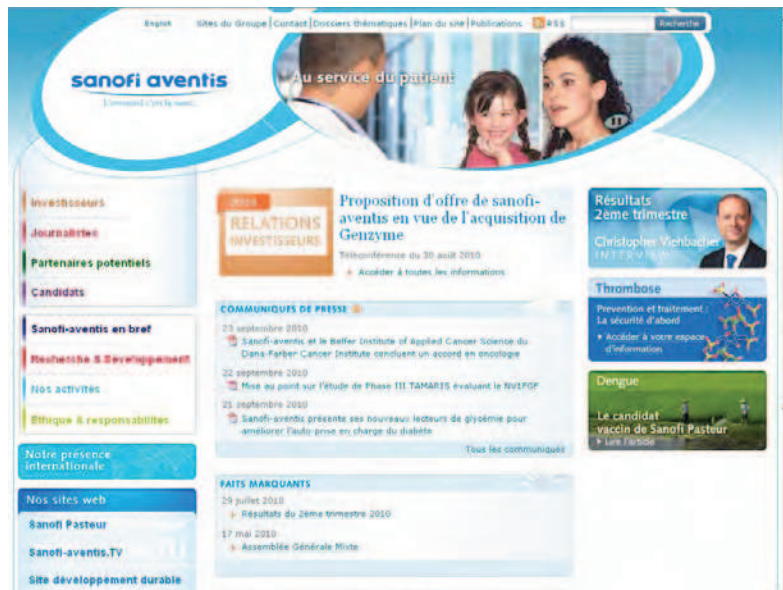 English
Sites du Groupe | Contact | Dossiers thématiques | Plan du site | Publications
RSS
Recherche
sanofi aventis
L'essentiel c'est la santé.
Au service du patient
Investisseurs
Journalistes
Partenaires potentiels
Candidats
Sanofi-aventis en bref
Recherche & Développement
Nos activités
Ethique & responsabilités
Notre présence
internationale
Nos sites web
Sanofi Pasteur
Sanofi-aventis.TV
Site développement durable
2010
RELATIONS
INVESTISSEURS
Proposition d'offre de sanofi-
aventis en vue de l'acquisition de
Genzyme
Téléconférence du 30 août 2010
Accéder à toutes les informations
COMMUNIQUES DE PRESSE
23 septembre 2010
Sanofi-aventis et le Belfer Institute of Applied Cancer Science du
Dana-Farber Cancer Institute concluent un accord en oncologie
22 septembre 2010
Mise au point sur l'étude de Phase III TAMARIS évaluant le NV1FGF
21 septembre 2010
Sanofi-aventis présente ses nouveaux lecteurs de glycémie pour
améliorer l'auto-prise en charge du diabète
Tous les communiqués
FAITS MARQUANTS
29 juillet 2010
Résultats du 2ème trimestre 2010
17 mai 2010
Assemblée Générale Mixte
Résultats
2ème trimestre
Christopher Viehbacher
INTERVIEW
Thrombose
Prevention et traitement :
La sécurité d'abord
Accéder à votre espace
d'information
Dengue
Le candidat
vaccin de Sanofi Pasteur
Lire l'article